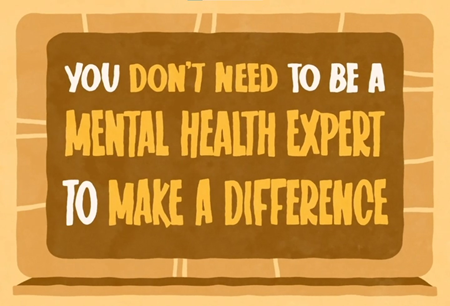 YOU DON'T NEED TO BE A
MENTAL HEALTH EXPERT
TO MAKE A DIFFERENCE